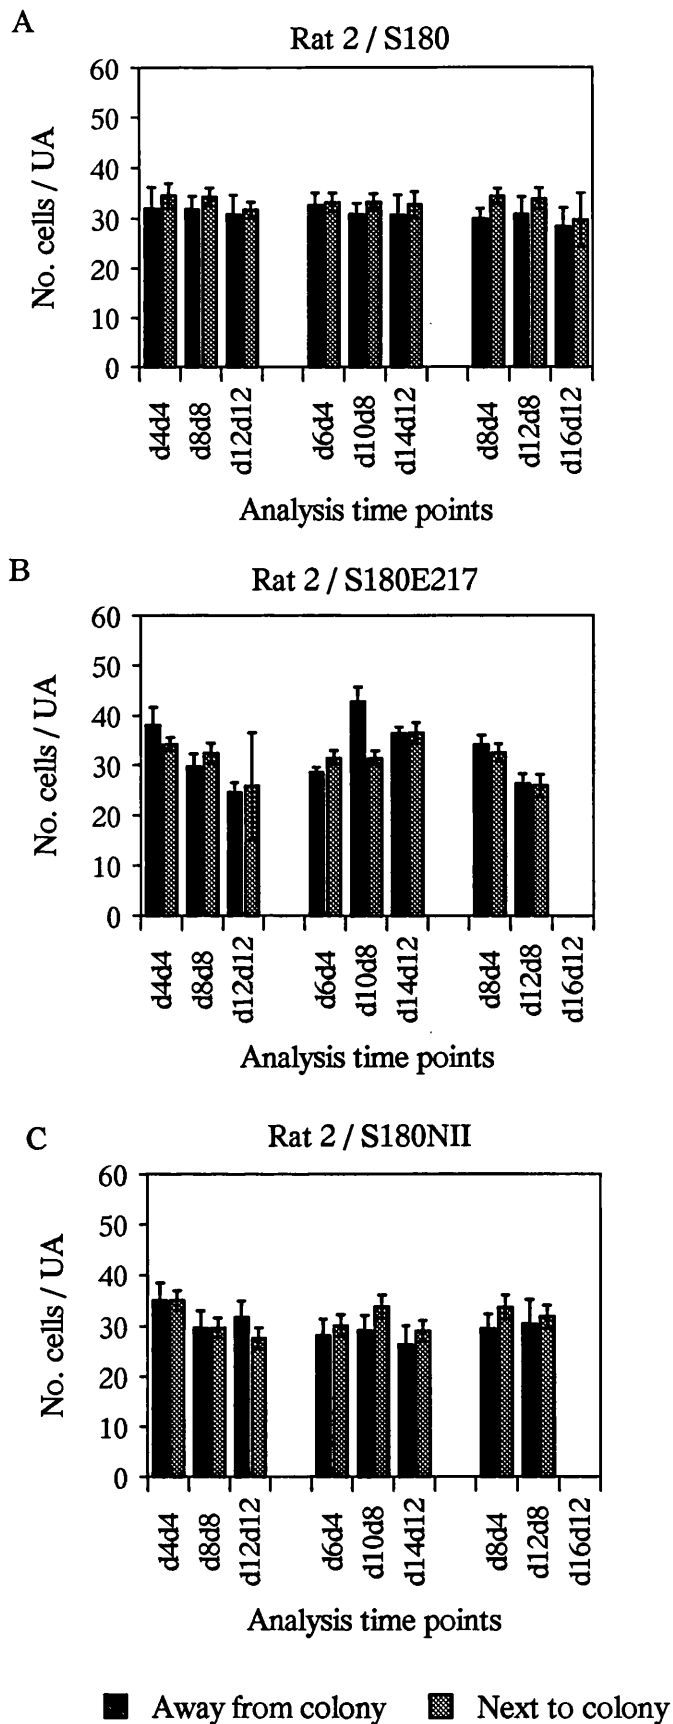 A
Rat 2 / S180
60
50
40
30
20
10
0
No. cells / UA
d4d4 d8d8 d12d12 d6d4 d10d8 d14d12 d8d4 d12d8 d16d12
Analysis time points
B
Rat 2 / S180E217
60
50
40
30
20
10
0
No. cells / UA
d4d4 d8d8 d12d12 d6d4 d10d8 d14d12 d8d4 d12d8 d16d12
Analysis time points
C
Rat 2 / S180NII
60
50
40
30
20
10
0
No. cells / UA
d4d4 d8d8 d12d12 d6d4 d10d8 d14d12 d8d4 d12d8 d16d12
Analysis time points
Away from colony Next to colony